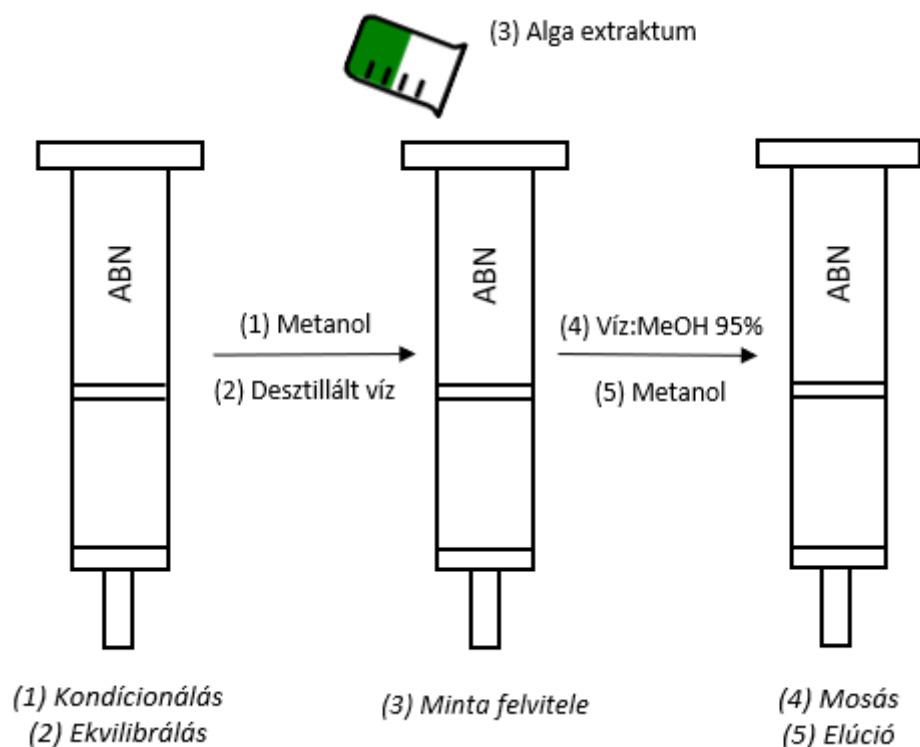 (3) Alga extraktum
ABN
ABN
ABN
(1) Metanol
(2) Desztillált víz
(4) Víz:MeOH 95%
(5) Metanol
(1) Kondícionálás
(2) Ekvilibrálás
(3) Minta felvitele
(4) Mosás
(5) Elúció